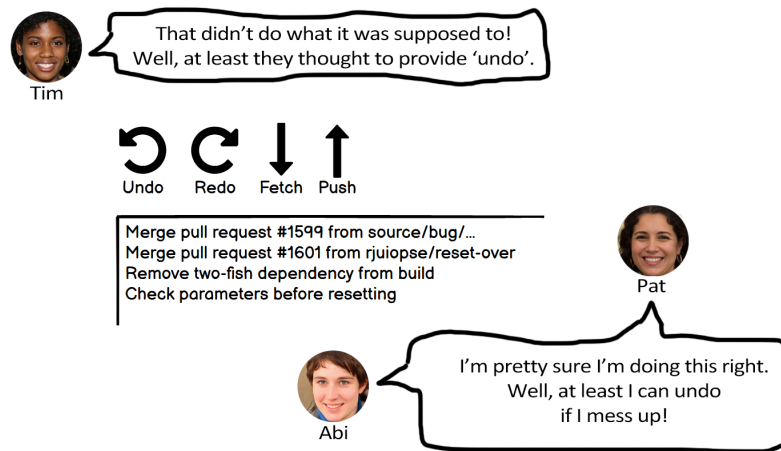 That didn’t do what it was supposed to!
Well, at least they thought to provide ‘undo’.
Tim
Undo Redo Fetch Push
Merge pull request #1599 from source/bug/...
Merge pull request #1601 from rjuiopse/reset-over
Remove two-fish dependency from build
Check parameters before resetting
Pat
I’m pretty sure I’m doing this right.
Well, at least I can undo
if I mess up!
Abi